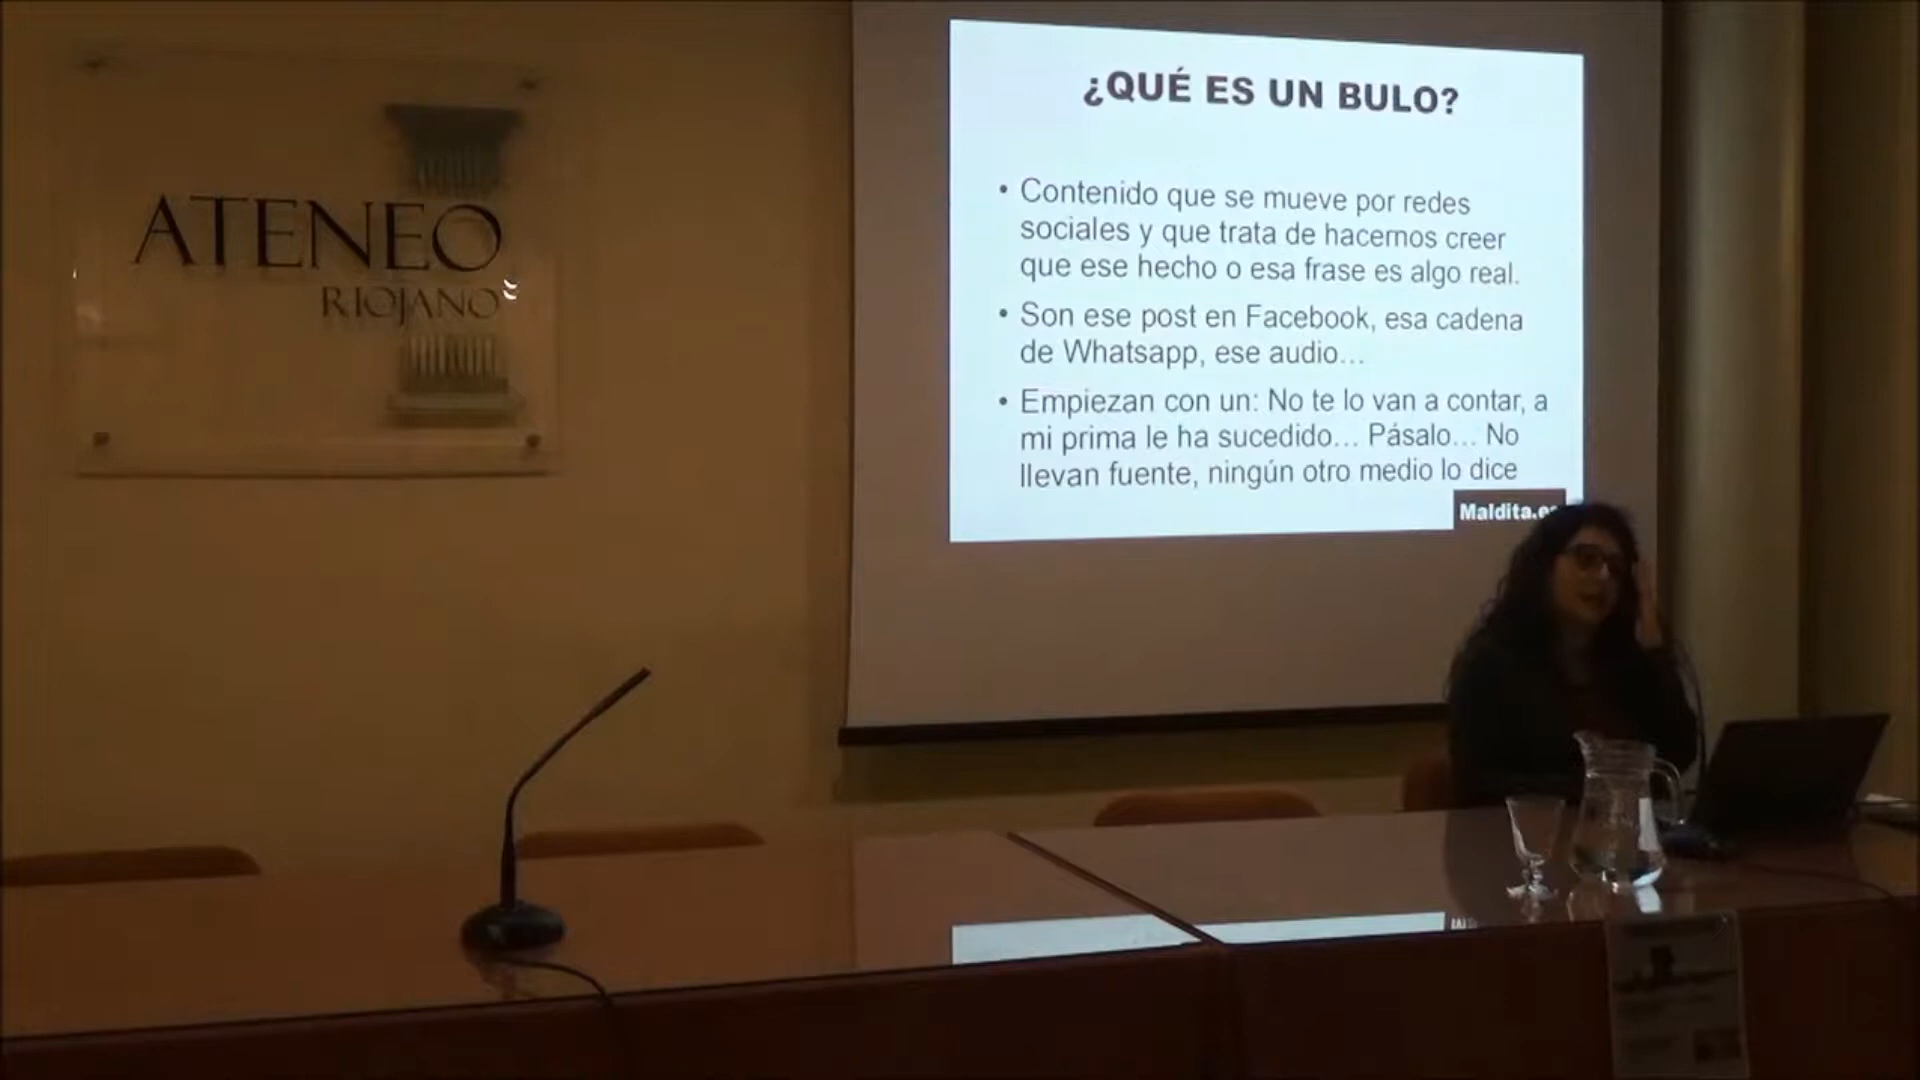 ATENEO
RIOJANO
¿QUÉ ES UN BULO?
• Contenido que se mueve por redes
sociales y que trata de hacernos creer
que ese hecho o esa frase es algo real.
• Son ese post en Facebook, esa cadena
de Whatsapp, ese audio…
• Empiezan con un: No te lo van a contar, a
mi prima le ha sucedido… Pásalo… No
llevan fuente, ningún otro medio lo dice
Maldita.es